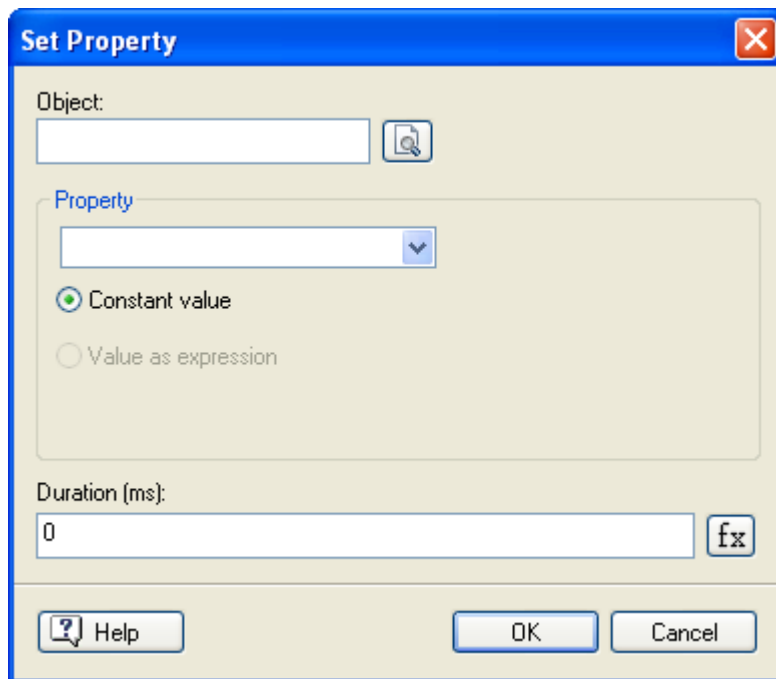 Set Property
Object:
Property
Constant value
Value as expression
Duration (ms):
0
fx
Help
OK
Cancel